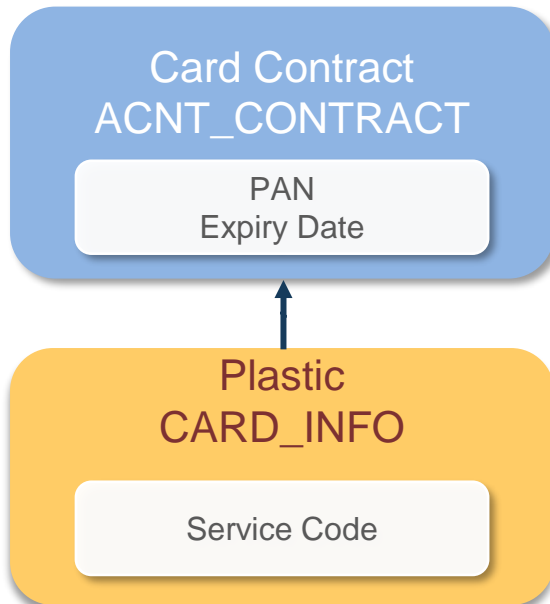 Card Contract
ACNT_CONTRACT
PAN
Expiry Date
Plastic
CARD_INFO
Service Code